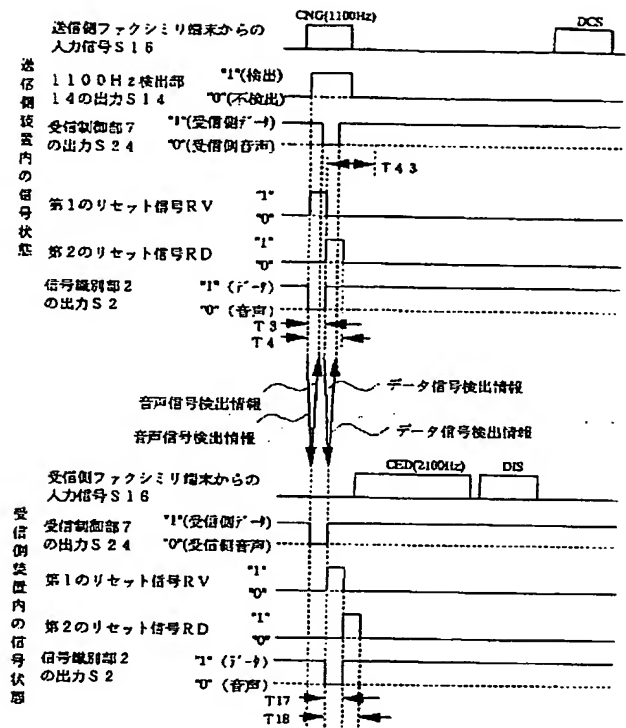 送信側装置内の信号状態
CNG(1100Hz)
DCS
送信側ファクシミリ端末からの
入力信号S16
1100Hz検出部
14の出力S14
"1"(検出)
"0"(不検出)
受信制御部7
の出力S24
"1"(受信側データ)
"0"(受信側音声)
T43
第1のリセット信号RV
"1"
"0"
第2のリセット信号RD
"1"
"0"
信号識別部2
の出力S2
"1" (データ)
"0" (音声)
T3
T4
音声信号検出情報
データ信号検出情報
音声信号検出情報
データ信号検出情報
受信側装置内の信号状態
受信側ファクシミリ端末からの
入力信号S16
CED(2100Hz)
DIS
受信制御部7
の出力S24
"1"(受信側データ)
"0"(受信側音声)
第1のリセット信号RV
"1"
"0"
第2のリセット信号RD
"1"
"0"
信号識別部2
の出力S2
"1" (データ)
"0" (音声)
T17
T18